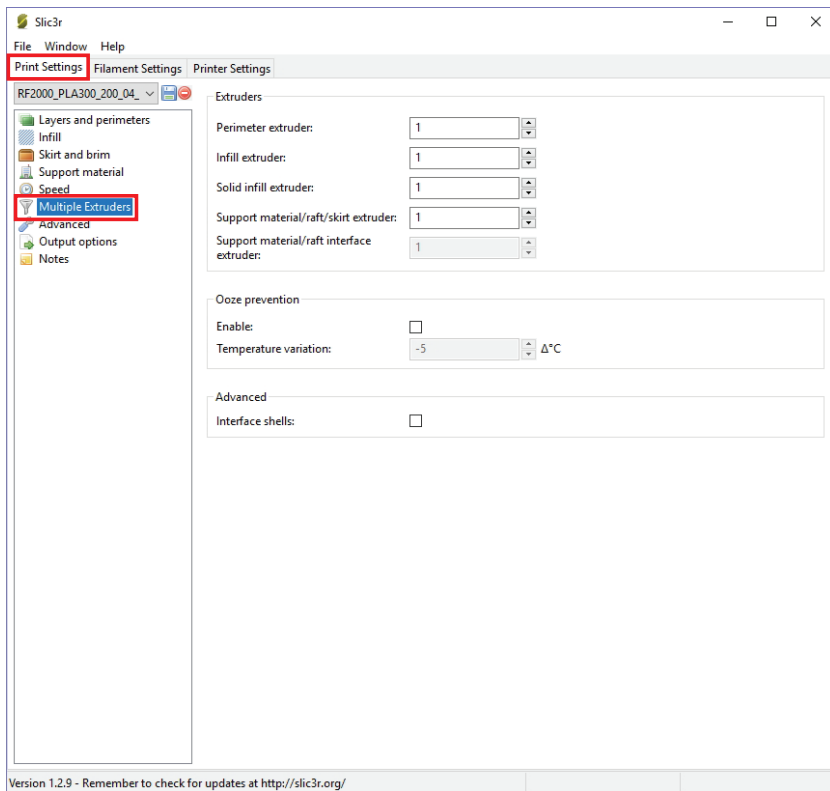 Slic3r
File Window Help
Print Settings Filament Settings Printer Settings
RF2000_PLA300_200_04_
Layers and perimeters
Infill
Skirt and brim
Support material
Speed
Multiple Extruders
Advanced
Output options
Notes
Extruders
Perimeter extruder: 1
Infill extruder: 1
Solid infill extruder: 1
Support material/raft/skirt extruder: 1
Support material/raft interface
extruder: 1
Ooze prevention
Enable:
Temperature variation: -5 Δ°C
Advanced
Interface shells:
Version 1.2.9 - Remember to check for updates at http://slic3r.org/